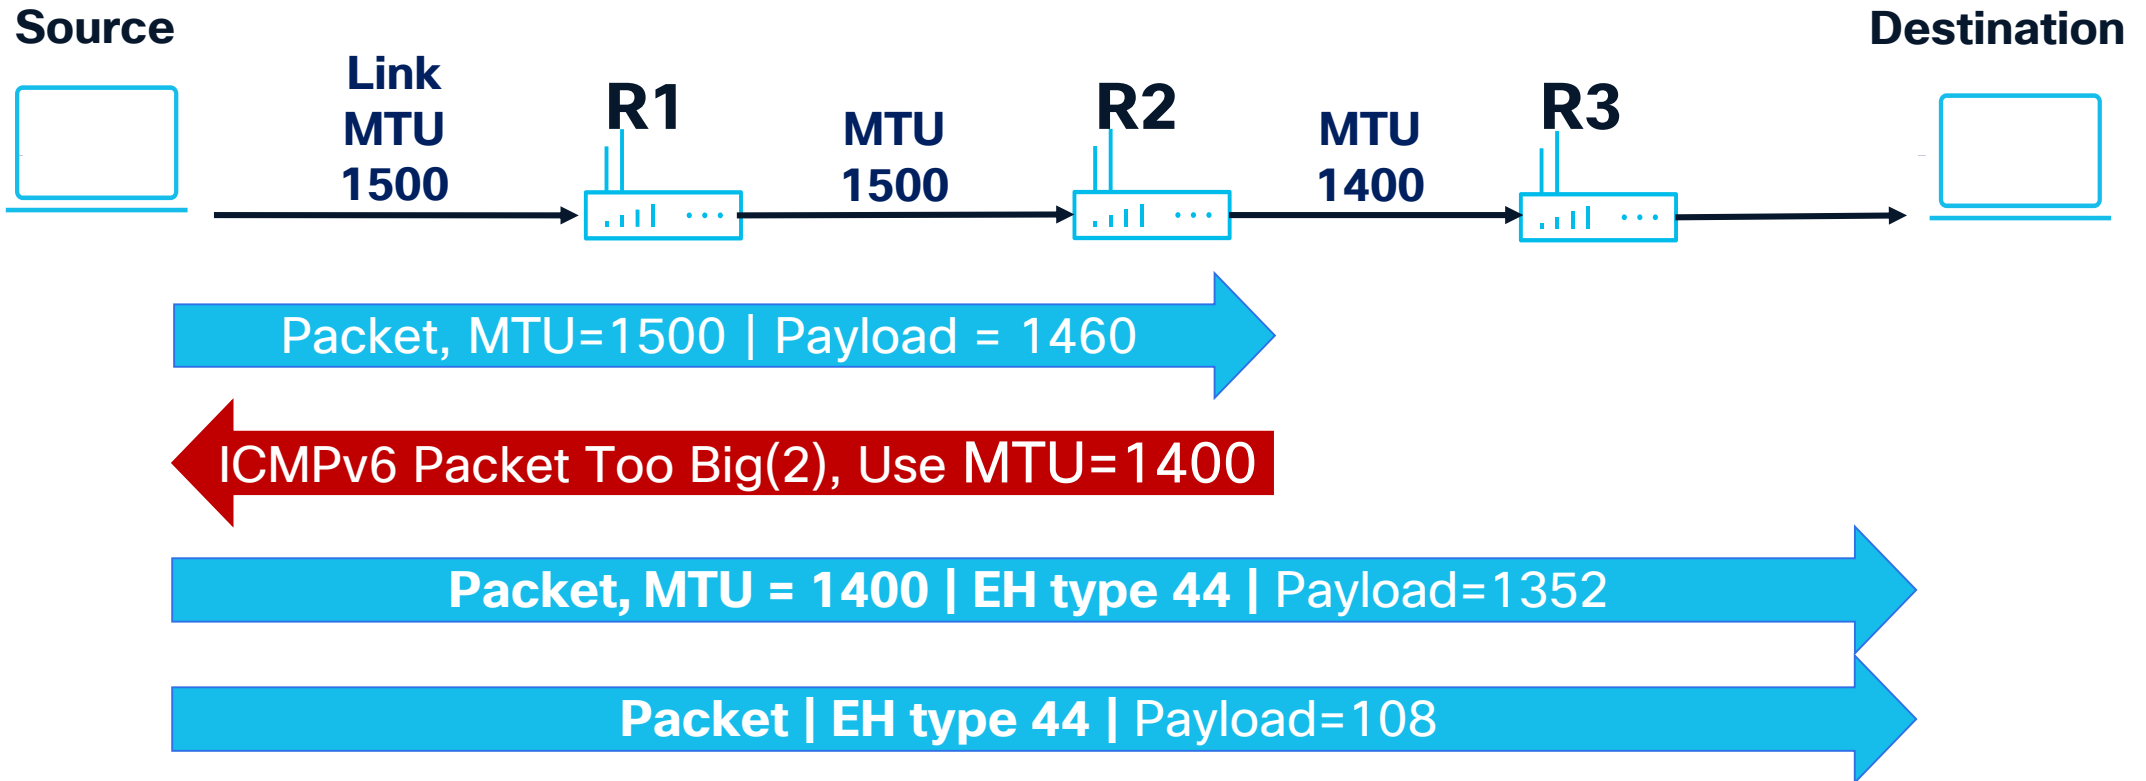 Source
Destination
Link
MTU
1500
R1
MTU
1500
R2
MTU
1400
R3
Packet, MTU=1500 | Payload = 1460
ICMPv6 Packet Too Big(2), Use MTU=1400
Packet, MTU = 1400 | EH type 44 | Payload=1352
Packet | EH type 44 | Payload=108